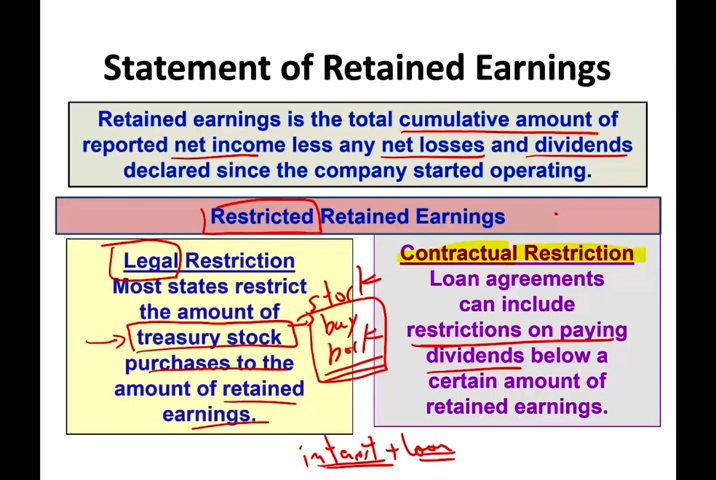 Statement of Retained Earnings
Retained earnings is the total cumulative amount of
reported net income less any net losses and dividends
declared since the company started operating.
Restricted Retained Earnings
Legal Restriction
Most states restrict
the amount of
treasury stock
purchases to the
amount of retained
earnings.
stock
buy
back
Contractual Restriction
Loan agreements
can include
restrictions on paying
dividends below a
certain amount of
retained earnings.
interest + loan